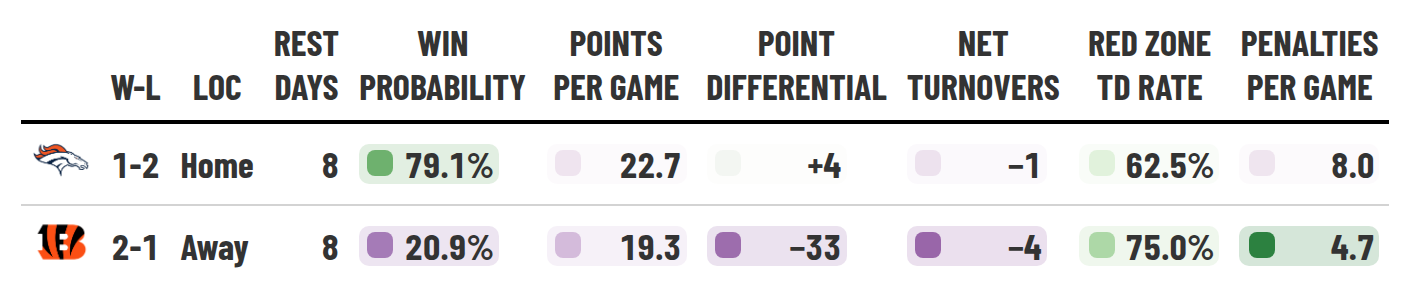 W-L LOC REST DAYS WIN PROBABILITY POINTS PER GAME POINT DIFFERENTIAL NET TURNOVERS RED ZONE TD RATE PENALTIES PER GAME
1-2 Home 8 79.1% 22.7 +4 −1 62.5% 8.0
2-1 Away 8 20.9% 19.3 −33 −4 75.0% 4.7